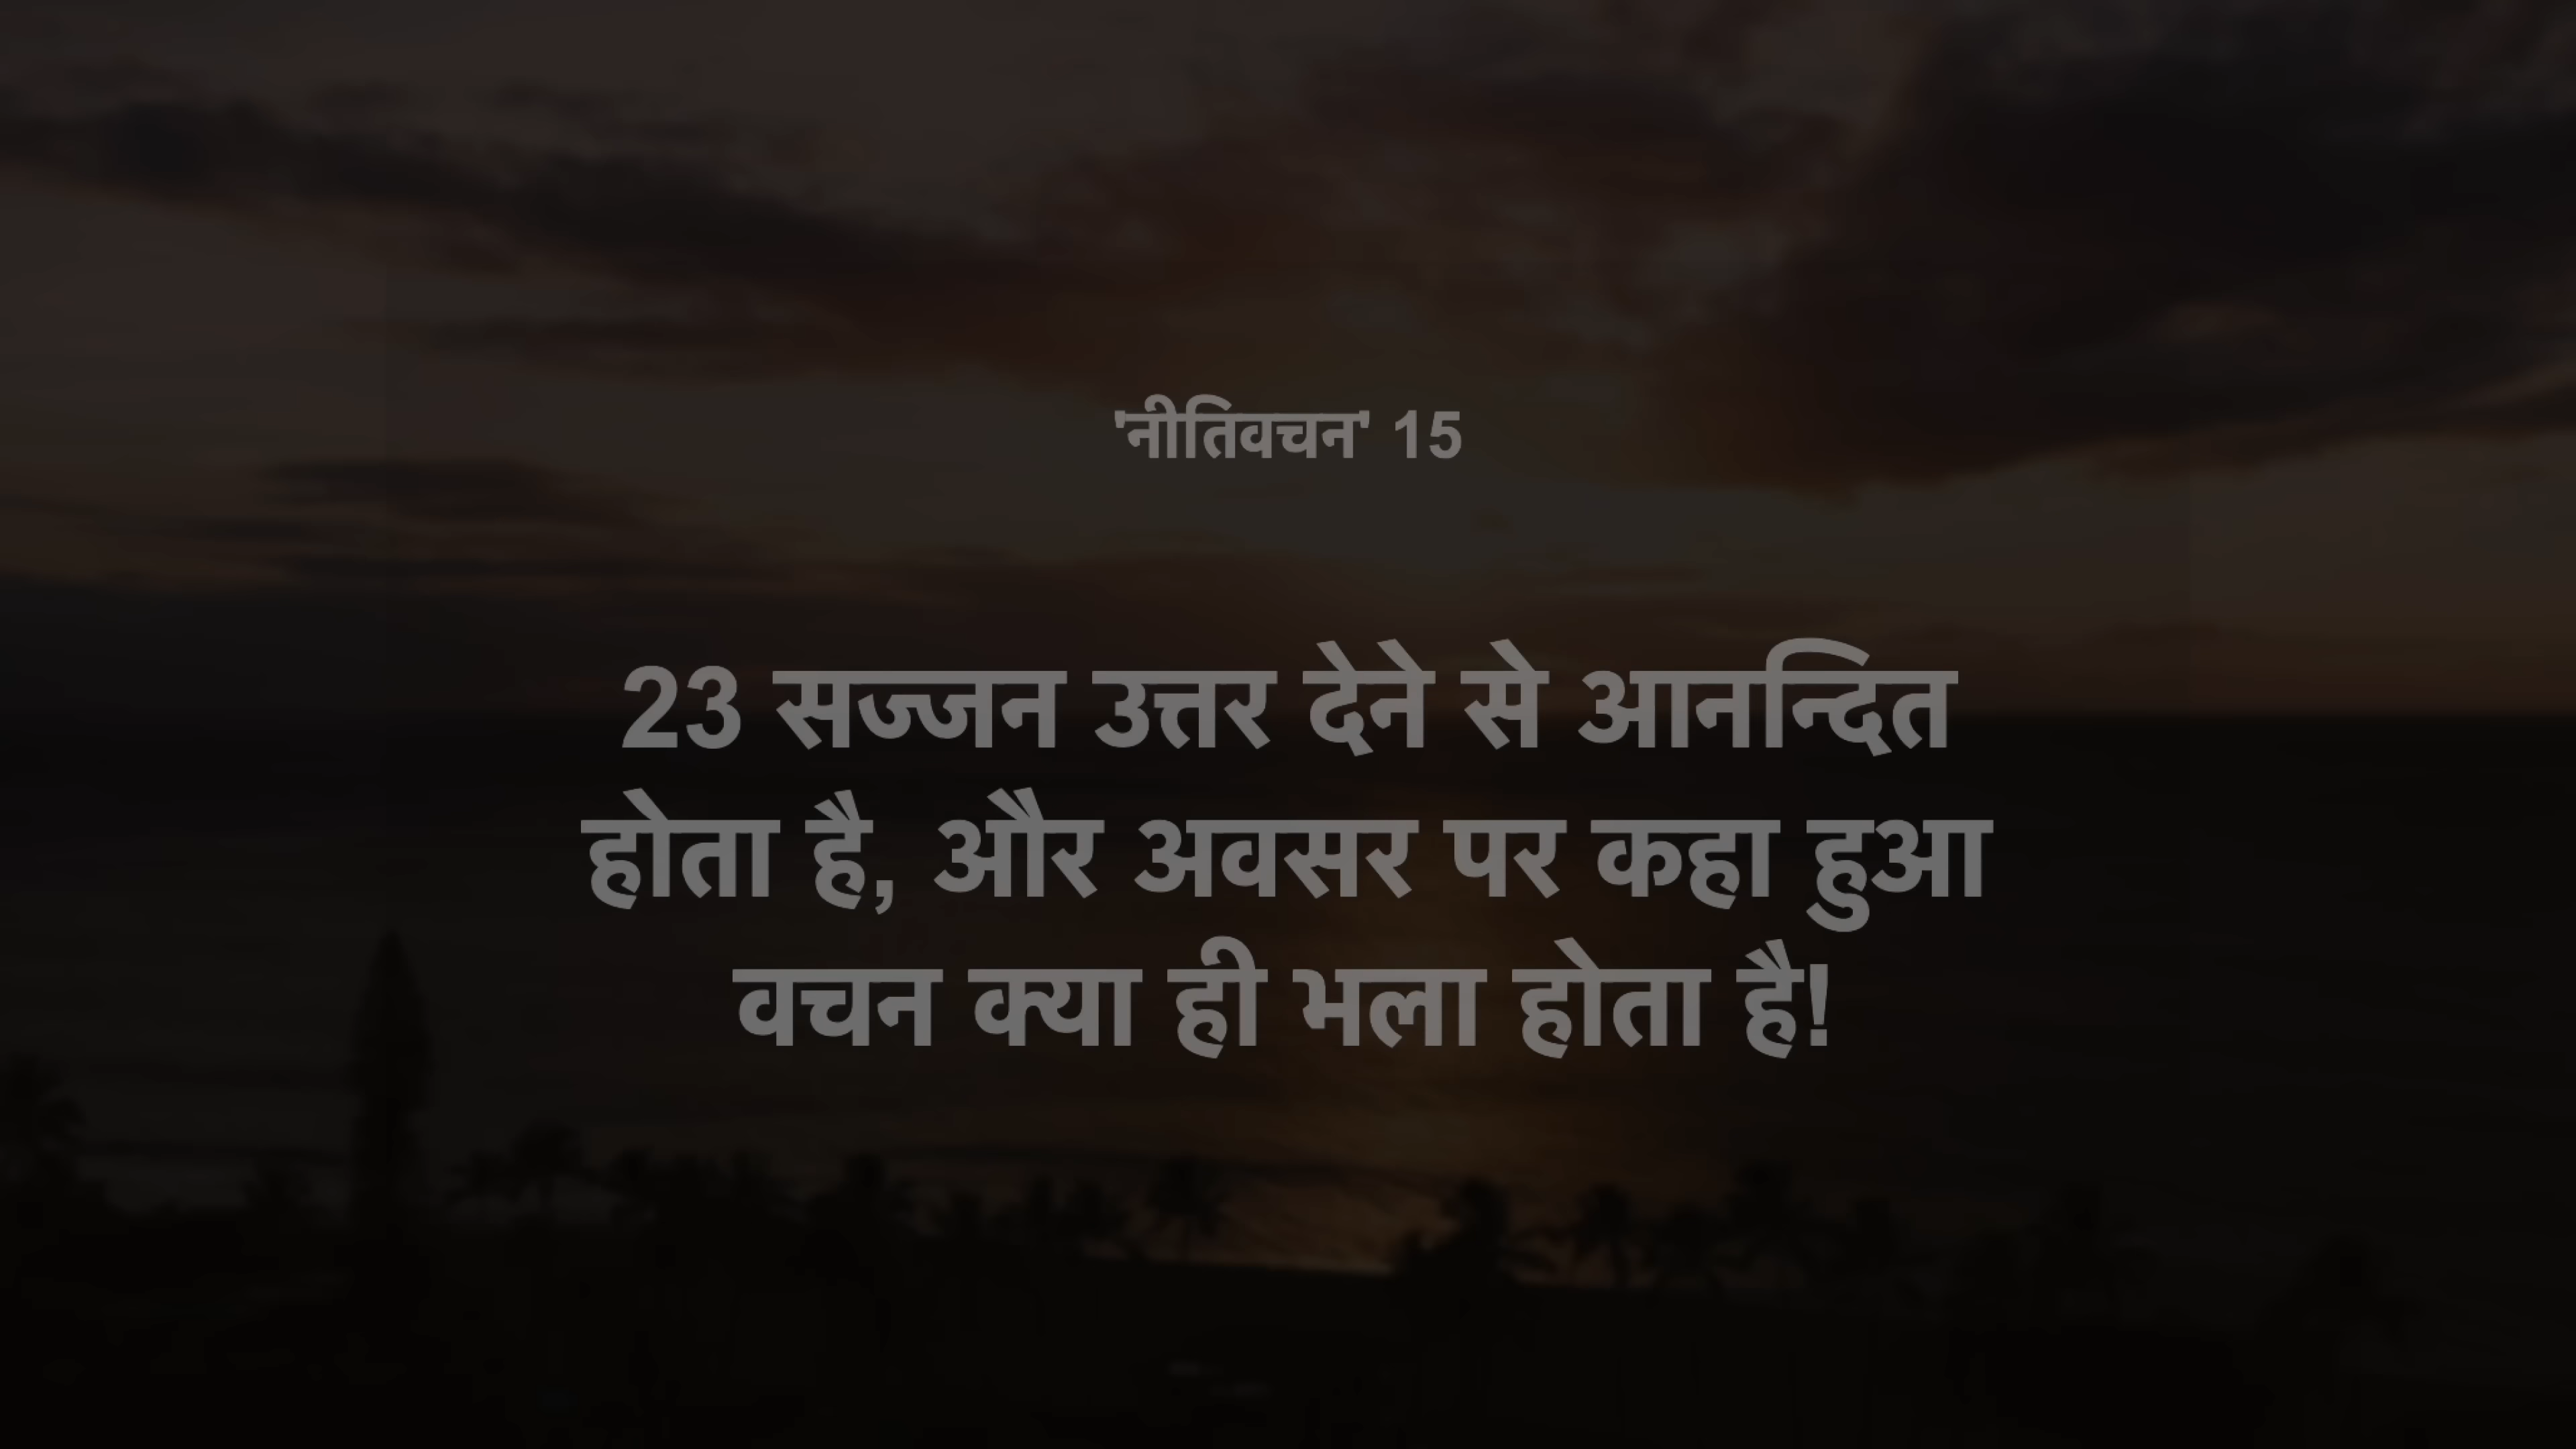 'नीतिवचन' 15
23 सज्जन उत्तर देने से आनन्दित
होता है, और अवसर पर कहा हुआ
वचन क्या ही भला होता है!